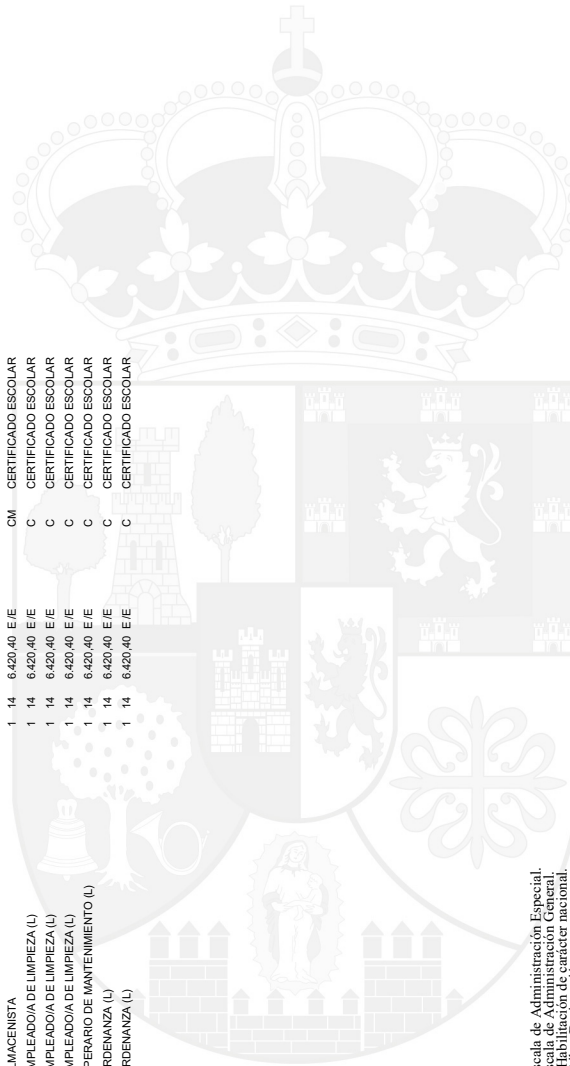 LMACENISTA 1 14 6.420,40 E /E CM CERTIFICADO ESCOLAR
MPLEADO/A DE LIMPIEZA (L) 1 14 6.420,40 E /E C CERTIFICADO ESCOLAR
MPLEADO/A DE LIMPIEZA (L) 1 14 6.420,40 E /E C CERTIFICADO ESCOLAR
MPLEADO/A DE LIMPIEZA (L) 1 14 6.420,40 E /E C CERTIFICADO ESCOLAR
PERARIO DE MANTENIMIENTO (L) 1 14 6.420,40 E /E C CERTIFICADO ESCOLAR
RDENANZA (L) 1 14 6.420,40 E /E C CERTIFICADO ESCOLAR
RDENANZA (L) 1 14 6.420,40 E /E C CERTIFICADO ESCOLAR
scala de Administración Especial.
scala de Administración General.
Habilitación de carácter nacional.